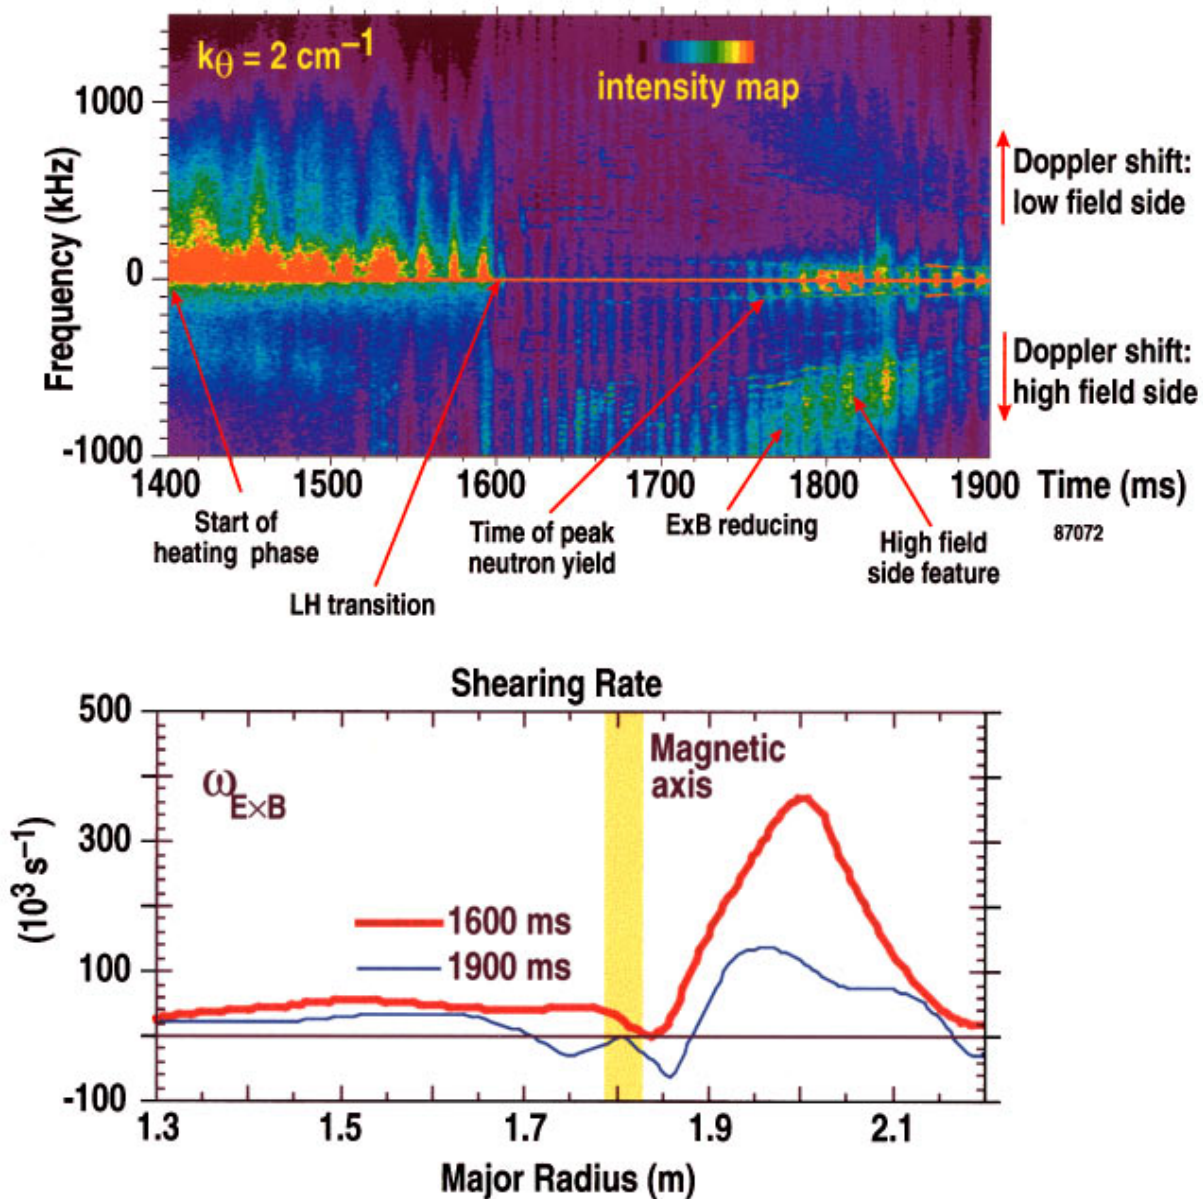 kθ = 2 cm⁻¹
intensity map
Frequency (kHz)
1000
0
-1000
Doppler shift:
low field side
Doppler shift:
high field side
1400 1500 1600 1700 1800 1900 Time (ms)
87072
Start of
heating phase
LH transition
Time of peak
neutron yield
ExB reducing
High field
side feature
Shearing Rate
500
300
100
-100
(10³ s⁻¹)
ωE×B
Magnetic
axis
1600 ms
1900 ms
1.3 1.5 1.7 1.9 2.1
Major Radius (m)